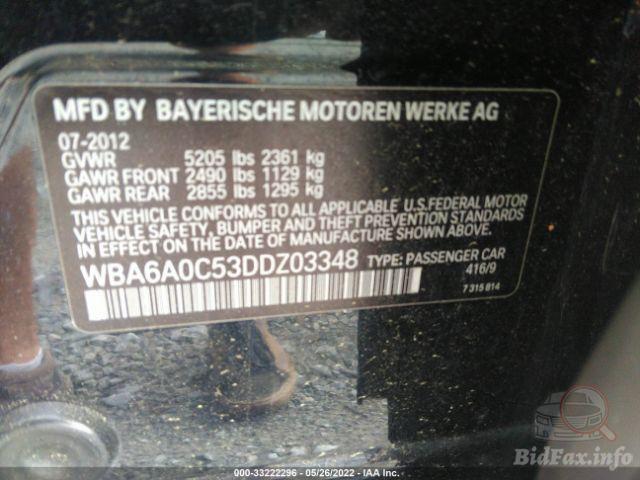 MFD BY BAYERISCHE MOTOREN WERKE AG
07-2012
GVWR 5205 lbs 2361 kg
GAWR FRONT 2490 lbs 1129 kg
GAWR REAR 2855 lbs 1295 kg
THIS VEHICLE CONFORMS TO ALL APPLICABLE U.S.FEDERAL MOTOR
VEHICLE SAFETY, BUMPER AND THEFT PREVENTION STANDARDS
IN EFFECT ON THE DATE OF MANUFACTURE SHOWN ABOVE.
WBA6A0C53DDZ03348 TYPE: PASSENGER CAR
416/9
7 315 814
BidFax.info
000-33222296 - 05/26/2022 - IAA Inc.